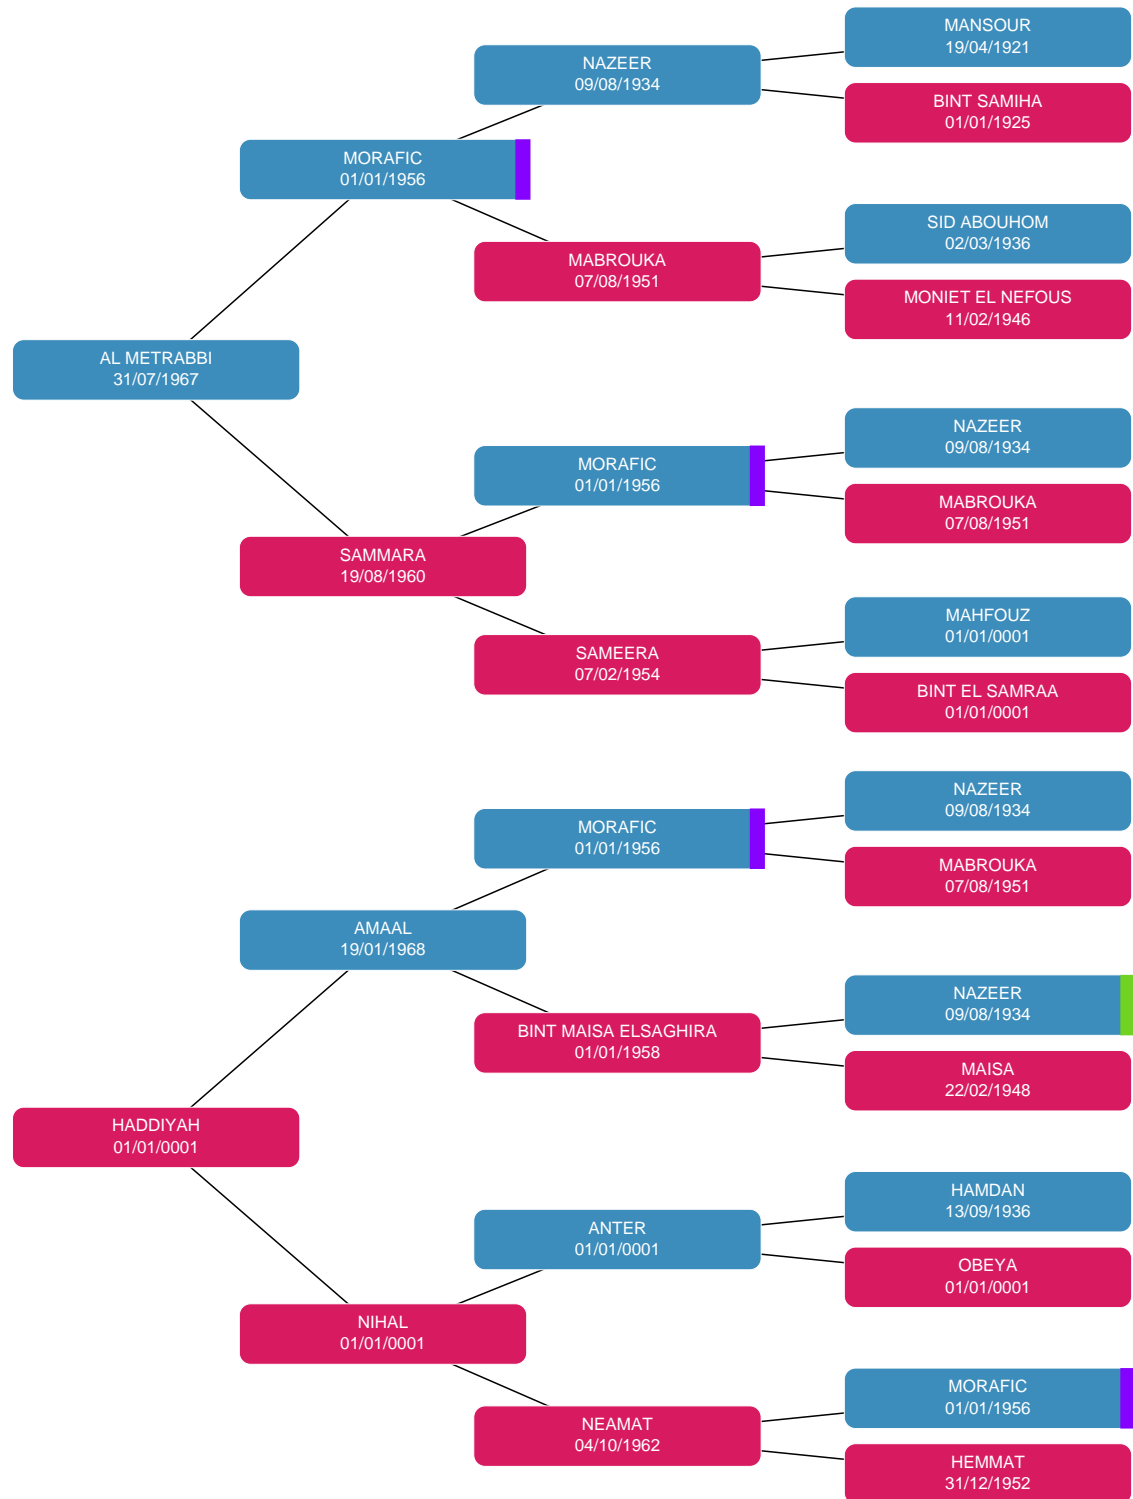 MANSOUR
19/04/1921
NAZEER
09/08/1934
BINT SAMIHA
01/01/1925
MORAFIC
01/01/1956
SID ABOUHOM
02/03/1936
MABROUKA
07/08/1951
MONIET EL NEFOUS
11/02/1946
AL METRABBI
31/07/1967
NAZEER
09/08/1934
MORAFIC
01/01/1956
MABROUKA
07/08/1951
SAMMARA
19/08/1960
MAHFOUZ
01/01/0001
SAMEERA
07/02/1954
BINT EL SAMRAA
01/01/0001
NAZEER
09/08/1934
MORAFIC
01/01/1956
MABROUKA
07/08/1951
AMAAL
19/01/1968
NAZEER
09/08/1934
BINT MAISA ELSAGHIRA
01/01/1958
MAISA
22/02/1948
HADDIYAH
01/01/0001
HAMDAN
13/09/1936
ANTER
01/01/0001
OBEYA
01/01/0001
NIHAL
01/01/0001
MORAFIC
01/01/1956
NEAMAT
04/10/1962
HEMMAT
31/12/1952